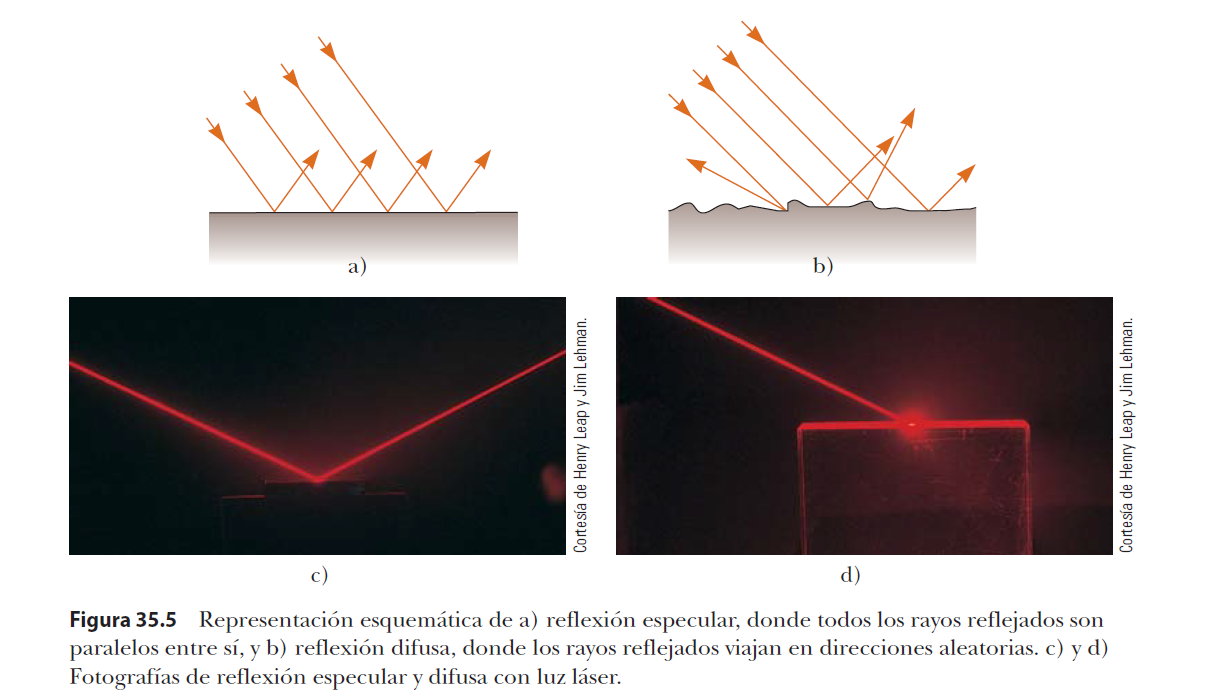 a)
b)
Cortesía de Henry Leap y Jim Lehman.
Cortesía de Henry Leap y Jim Lehman.
c)
d)
Figura 35.5 Representación esquemática de a) reflexión especular, donde todos los rayos reflejados son
paralelos entre sí, y b) reflexión difusa, donde los rayos reflejados viajan en direcciones aleatorias. c) y d)
Fotografías de reflexión especular y difusa con luz láser.